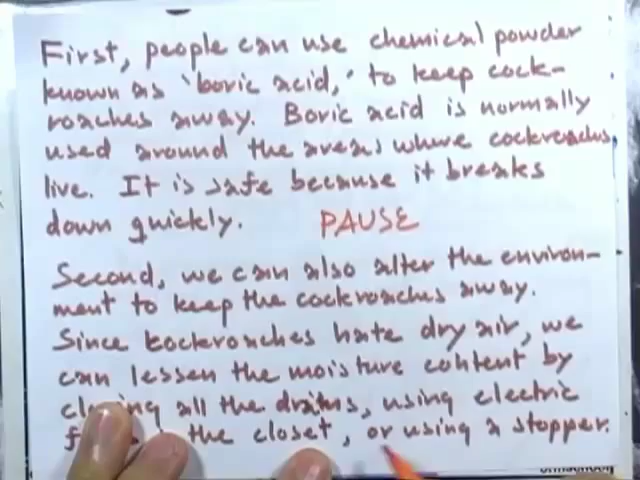 First, people can use chemical powder
known as 'boric acid,' to keep cock-
roaches away. Boric acid is normally
used around the areas where cockroaches
live. It is safe because it breaks
down quickly. PAUSE
Second, we can also alter the environ-
ment to keep the cockroaches away.
Since cockroaches hate dry air, we
can lessen the moisture content by
all the drains, using electric
the closet, or using a stopper.